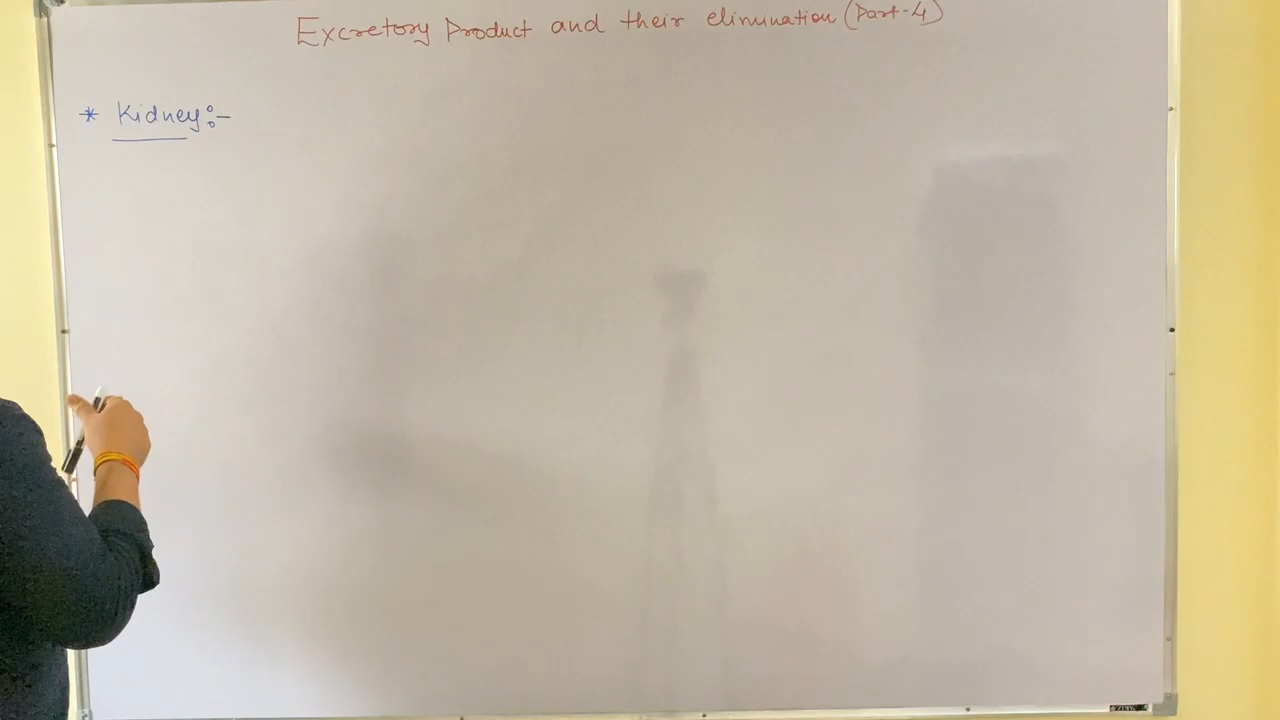 Excretory Product and their elimination (Part-4)
* Kidney:-